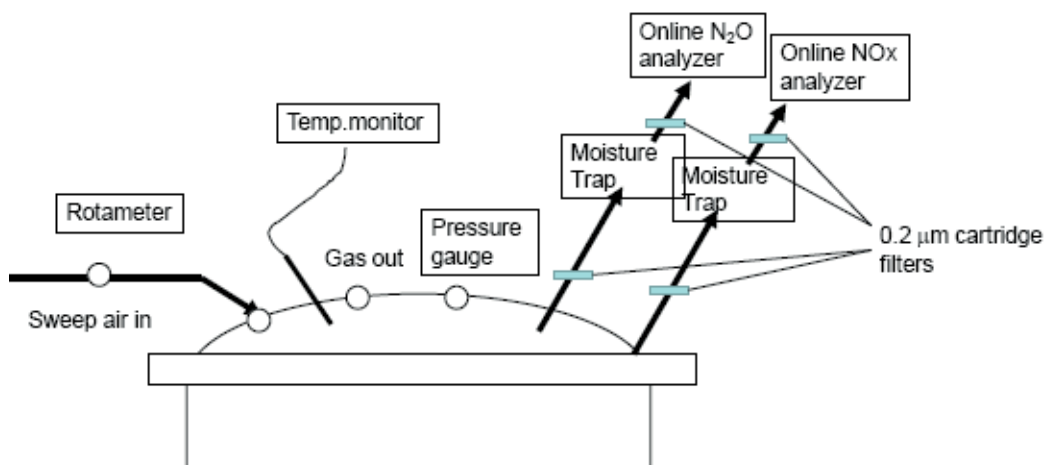 Online N₂O
analyzer
Online NOx
analyzer
Temp.monitor
Moisture
Trap
Moisture
Trap
Rotameter
Gas out
Pressure
gauge
0.2 μm cartridge
filters
Sweep air in